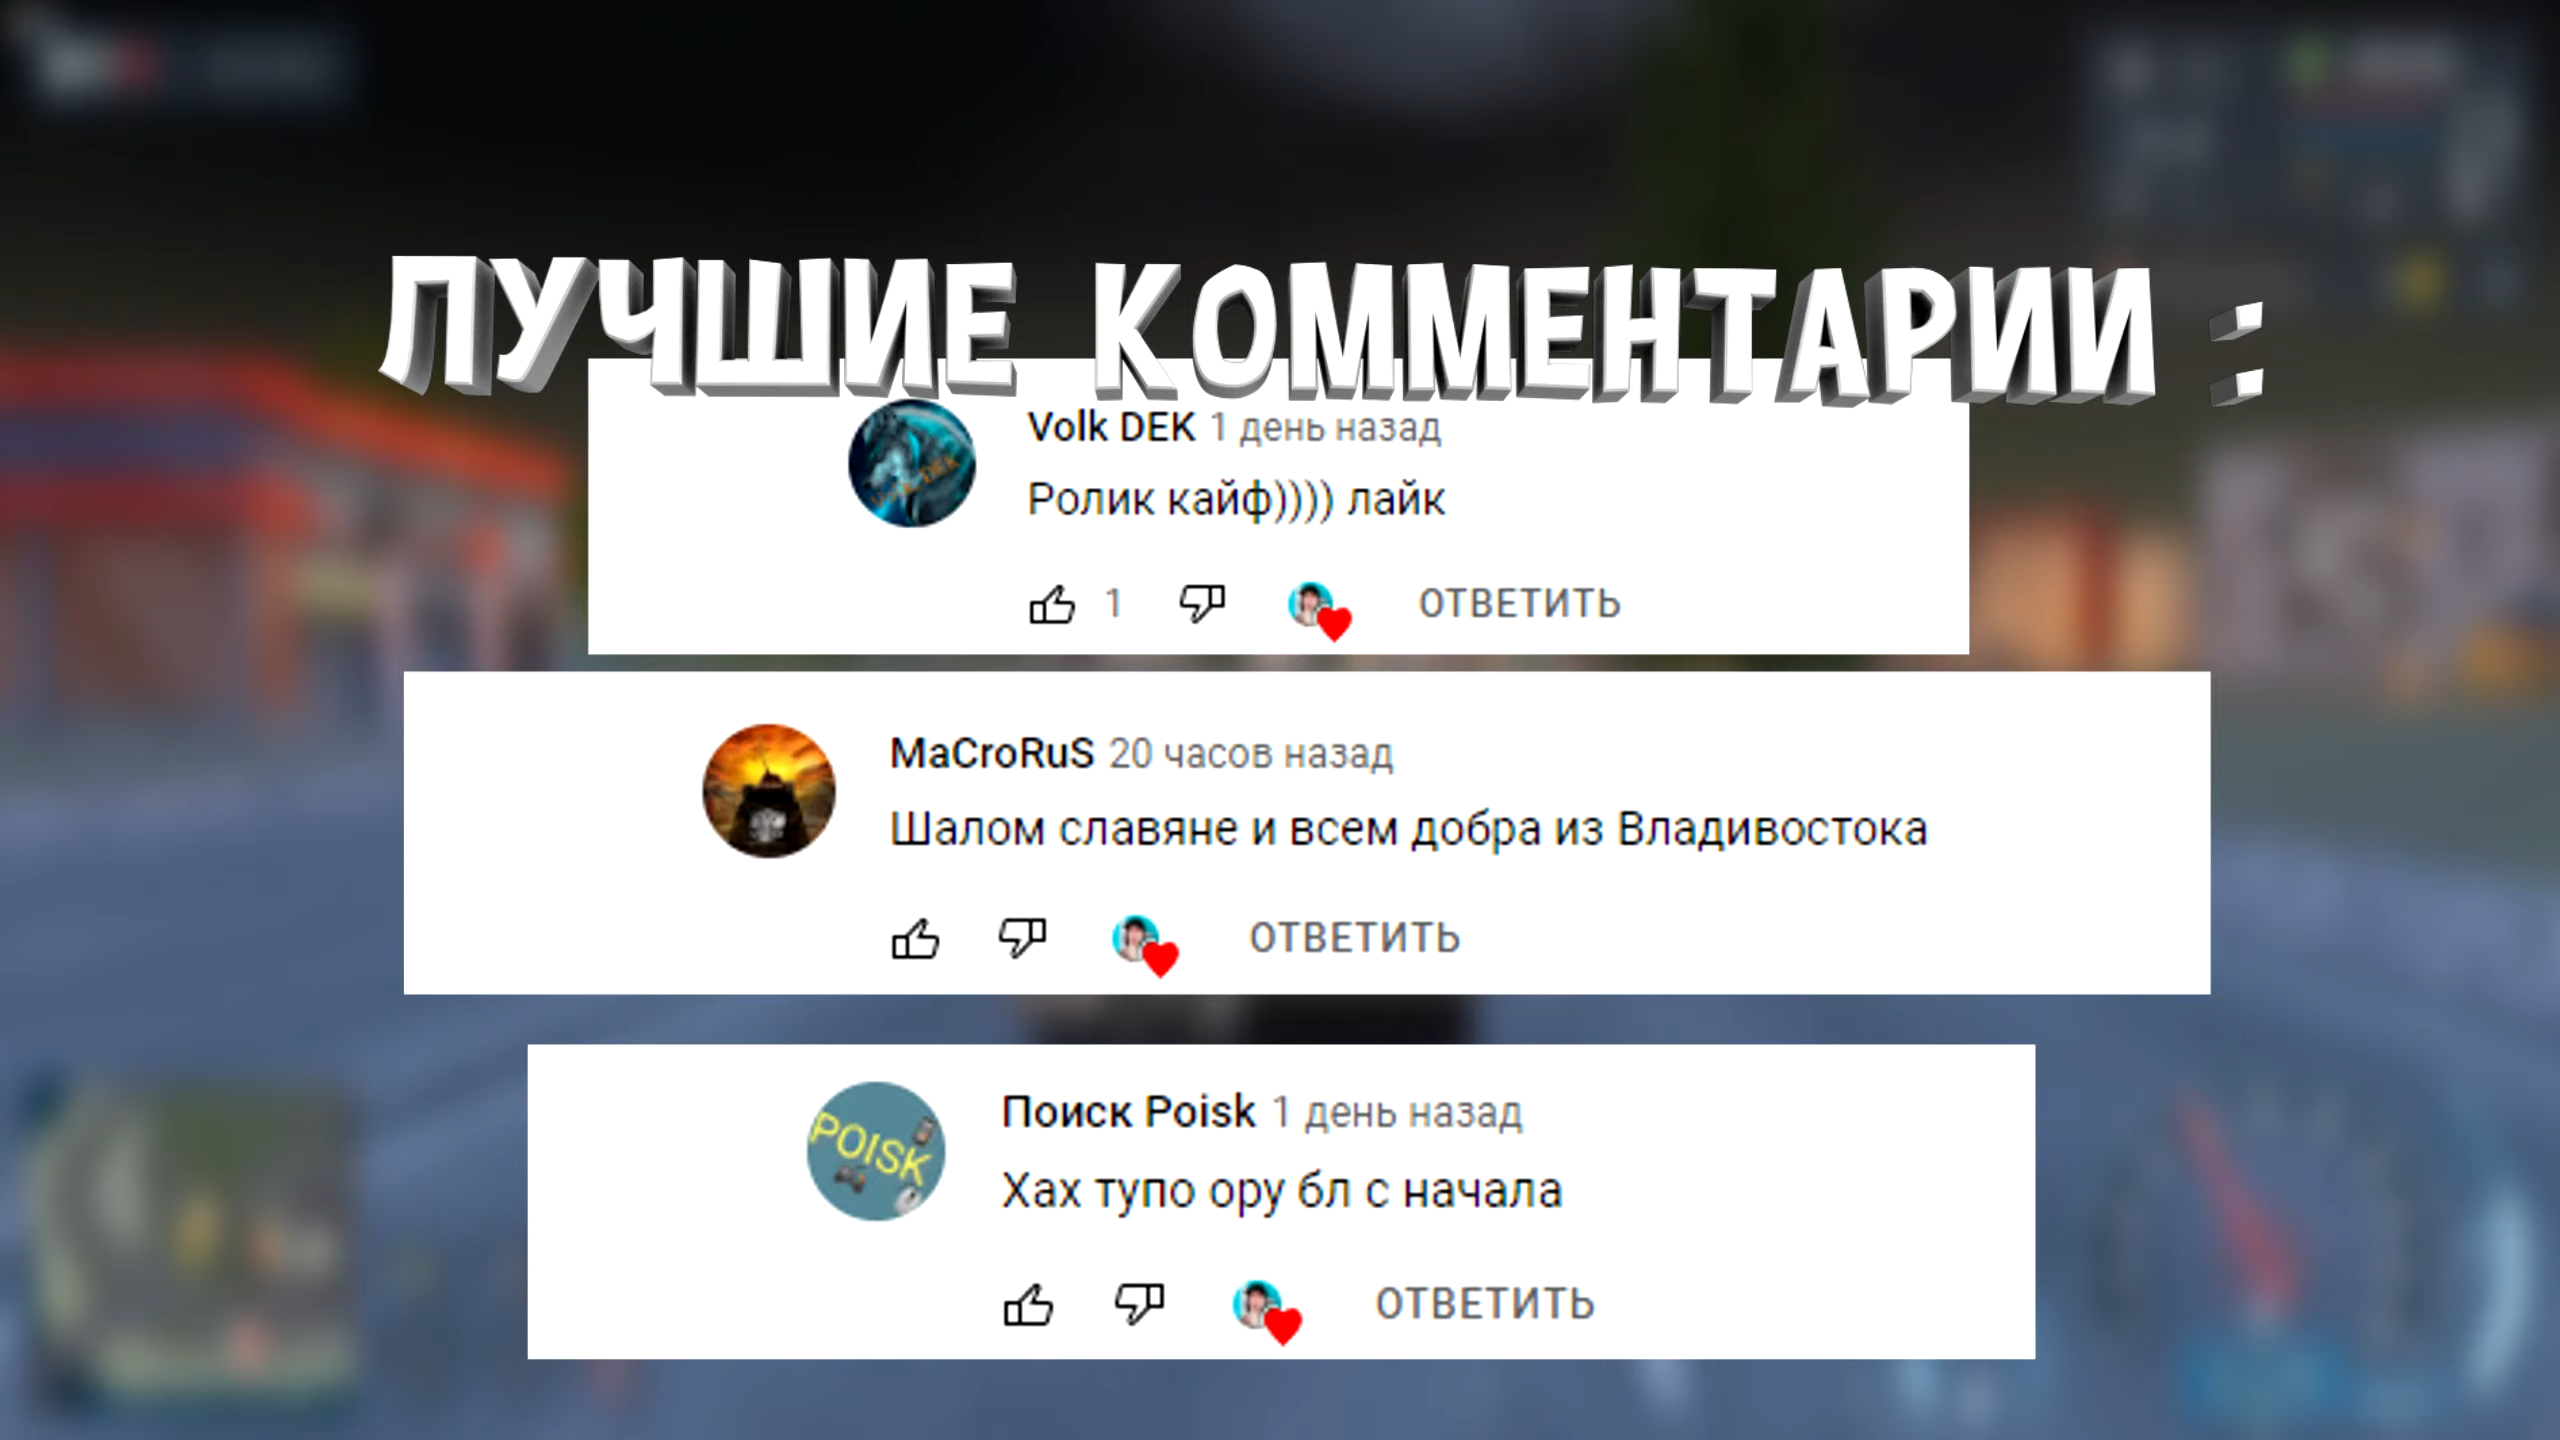 ЛУЧШИЕ КОММЕНТАРИИ :
Volk DEK 1 день назад
Ролик кайф)))) лайк
1 ОТВЕТИТЬ
MaCroRuS 20 часов назад
Шалом славяне и всем добра из Владивостока
ОТВЕТИТЬ
POISK
Поиск Poisk 1 день назад
Хах тупо ору бл с начала
ОТВЕТИТЬ